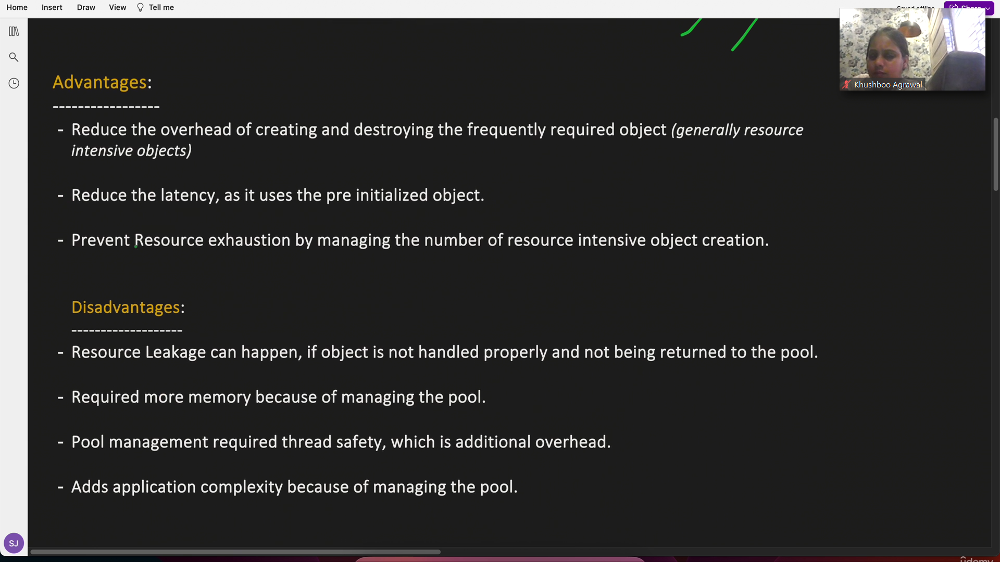 Home Insert Draw View Tell me
Advantages:
-----------------
- Reduce the overhead of creating and destroying the frequently required object (generally resource
intensive objects)
- Reduce the latency, as it uses the pre initialized object.
- Prevent Resource exhaustion by managing the number of resource intensive object creation.
Disadvantages:
-------------------
- Resource Leakage can happen, if object is not handled properly and not being returned to the pool.
- Required more memory because of managing the pool.
- Pool management required thread safety, which is additional overhead.
- Adds application complexity because of managing the pool.
Khushboo Agrawal
SJ